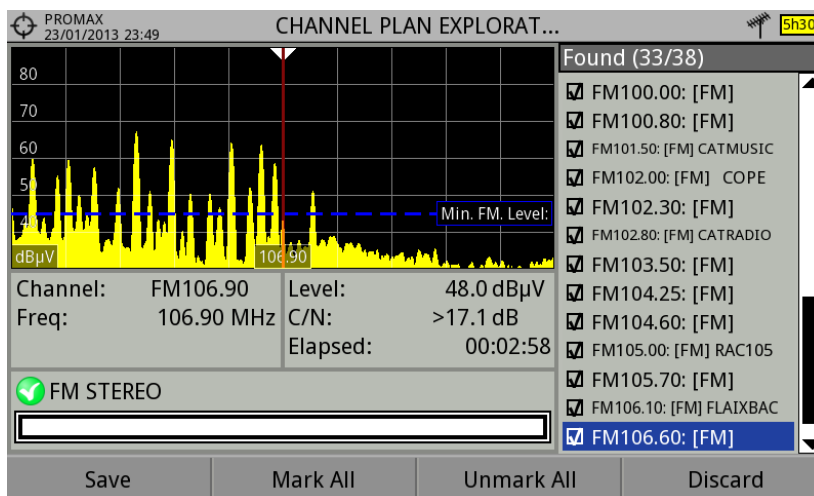 PROMAX
23/01/2013 23:49
CHANNEL PLAN EXPLORAT...
5h30
80
70
60
50
40
dBµV
106.90
Min. FM. Level:
Channel: FM106.90
Freq: 106.90 MHz
Level: 48.0 dBµV
C/N: >17.1 dB
Elapsed: 00:02:58
FM STEREO
Found (33/38)
FM100.00: [FM]
FM100.80: [FM]
FM101.50: [FM] CATMUSIC
FM102.00: [FM] COPE
FM102.30: [FM]
FM102.80: [FM] CATRADIO
FM103.50: [FM]
FM104.25: [FM]
FM104.60: [FM]
FM105.00: [FM] RAC105
FM105.70: [FM]
FM106.10: [FM] FLAIXBAC
FM106.60: [FM]
Save Mark All Unmark All Discard